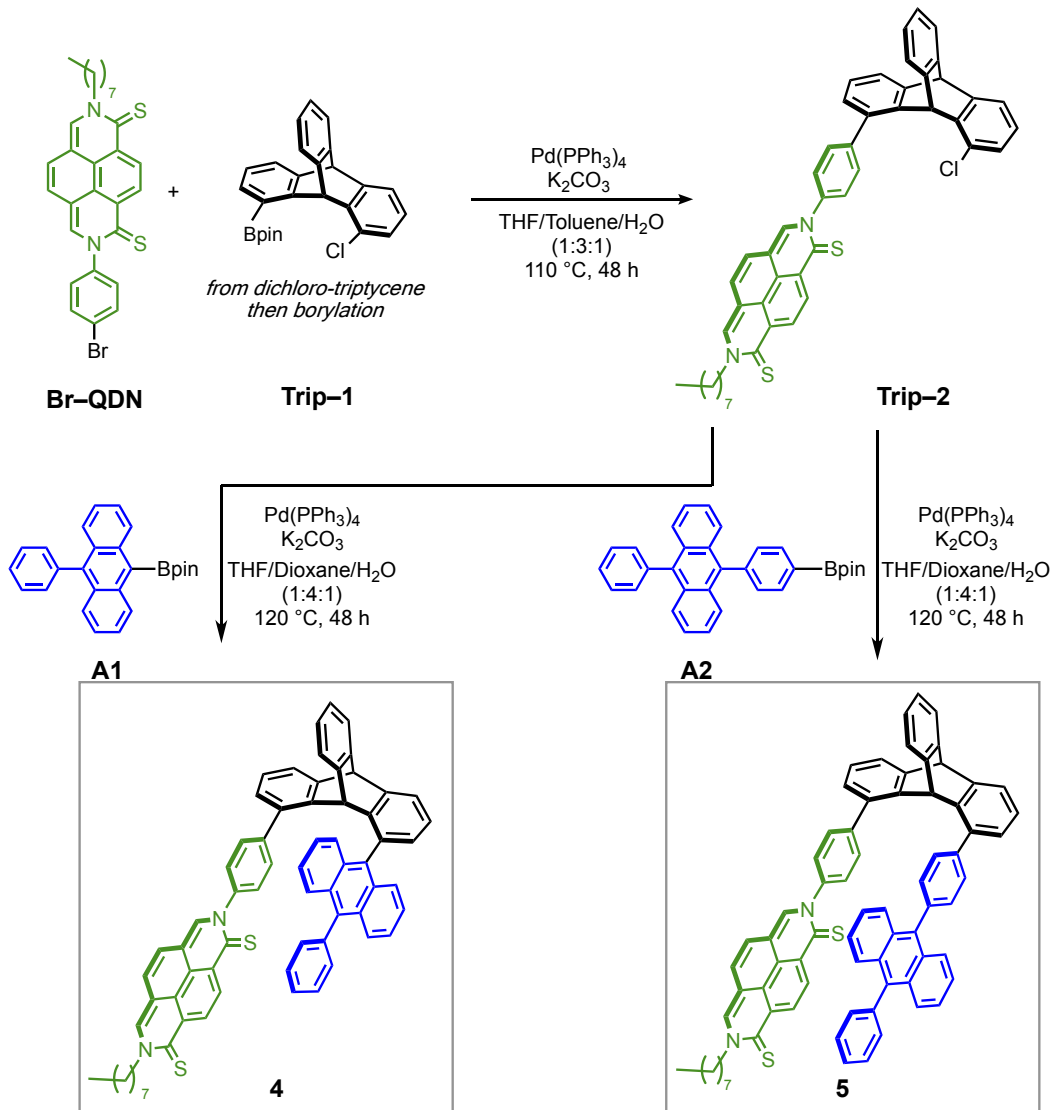 7
N
S
N
S
Br
Br–QDN
+
Bpin
Cl
from dichloro-triptycene
then borylation
Trip–1
Pd(PPh3)4
K2CO3
THF/Toluene/H2O
(1:3:1)
110 °C, 48 h
Cl
N
S
N
S
7
Trip–2
Bpin
A1
Pd(PPh3)4
K2CO3
THF/Dioxane/H2O
(1:4:1)
120 °C, 48 h
Bpin
A2
Pd(PPh3)4
K2CO3
THF/Dioxane/H2O
(1:4:1)
120 °C, 48 h
N
S
N
S
7
4
N
S
N
S
7
5